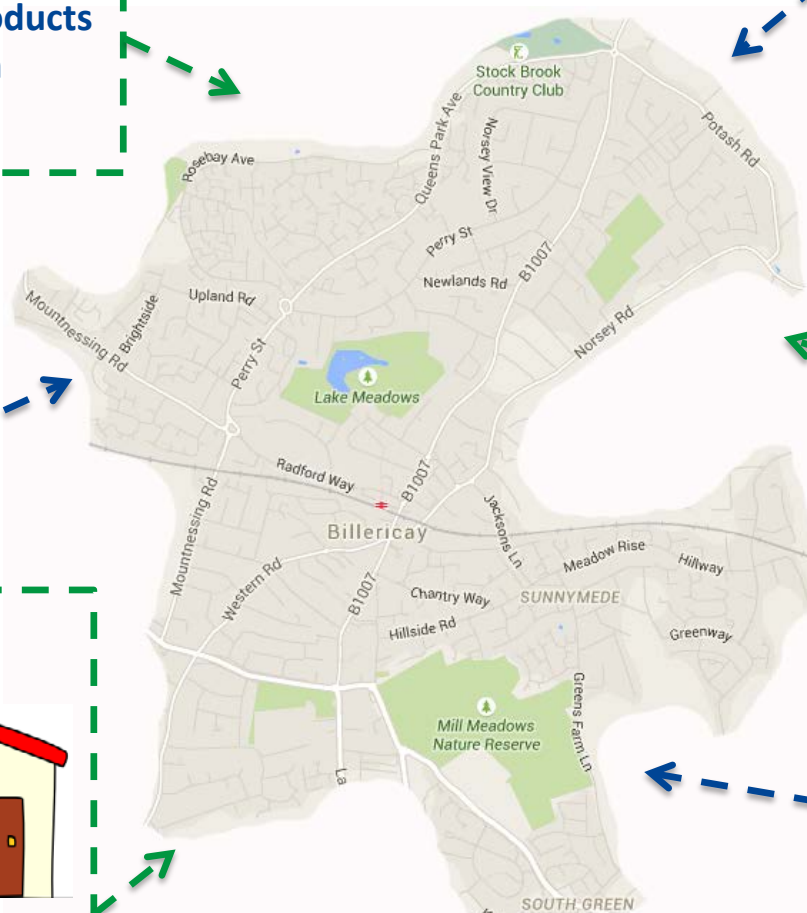 Stock Brook
Country Club
Rosebay Ave
Queens Park Ave
Norsey View Dr
Potash Rd
Perry St
Newlands Rd
B1007
Upland Rd
Brightside
Mountnessing Rd
Perry St
Norsey Rd
Lake Meadows
Radford Way
B1007
Mountnessing Rd
Billericay
Jacksons Ln
Meadow Rise
Hillway
Western Rd
B1007
Chantry Way
SUNNYMEDE
Hillside Rd
Greenway
Greens Farm Ln
Mill Meadows
Nature Reserve
La
SOUTH GREEN